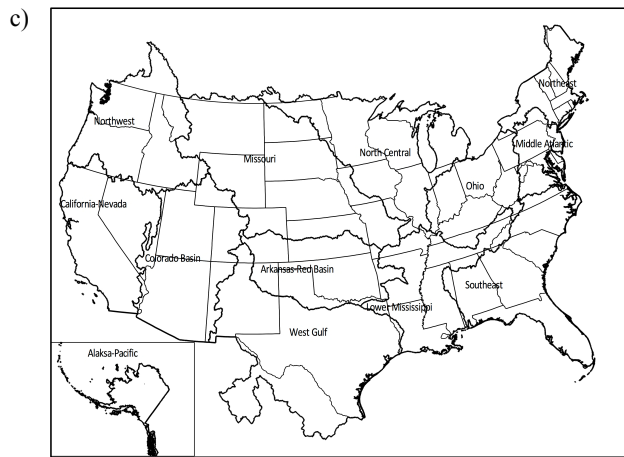 c)
Northeast
Northwest
Middle Atlantic
Missouri
North Central
Ohio
California-Nevada
Colorado Basin
Arkansas-Red Basin
Southeast
Lower Mississippi
West Gulf
Alaksa-Pacific